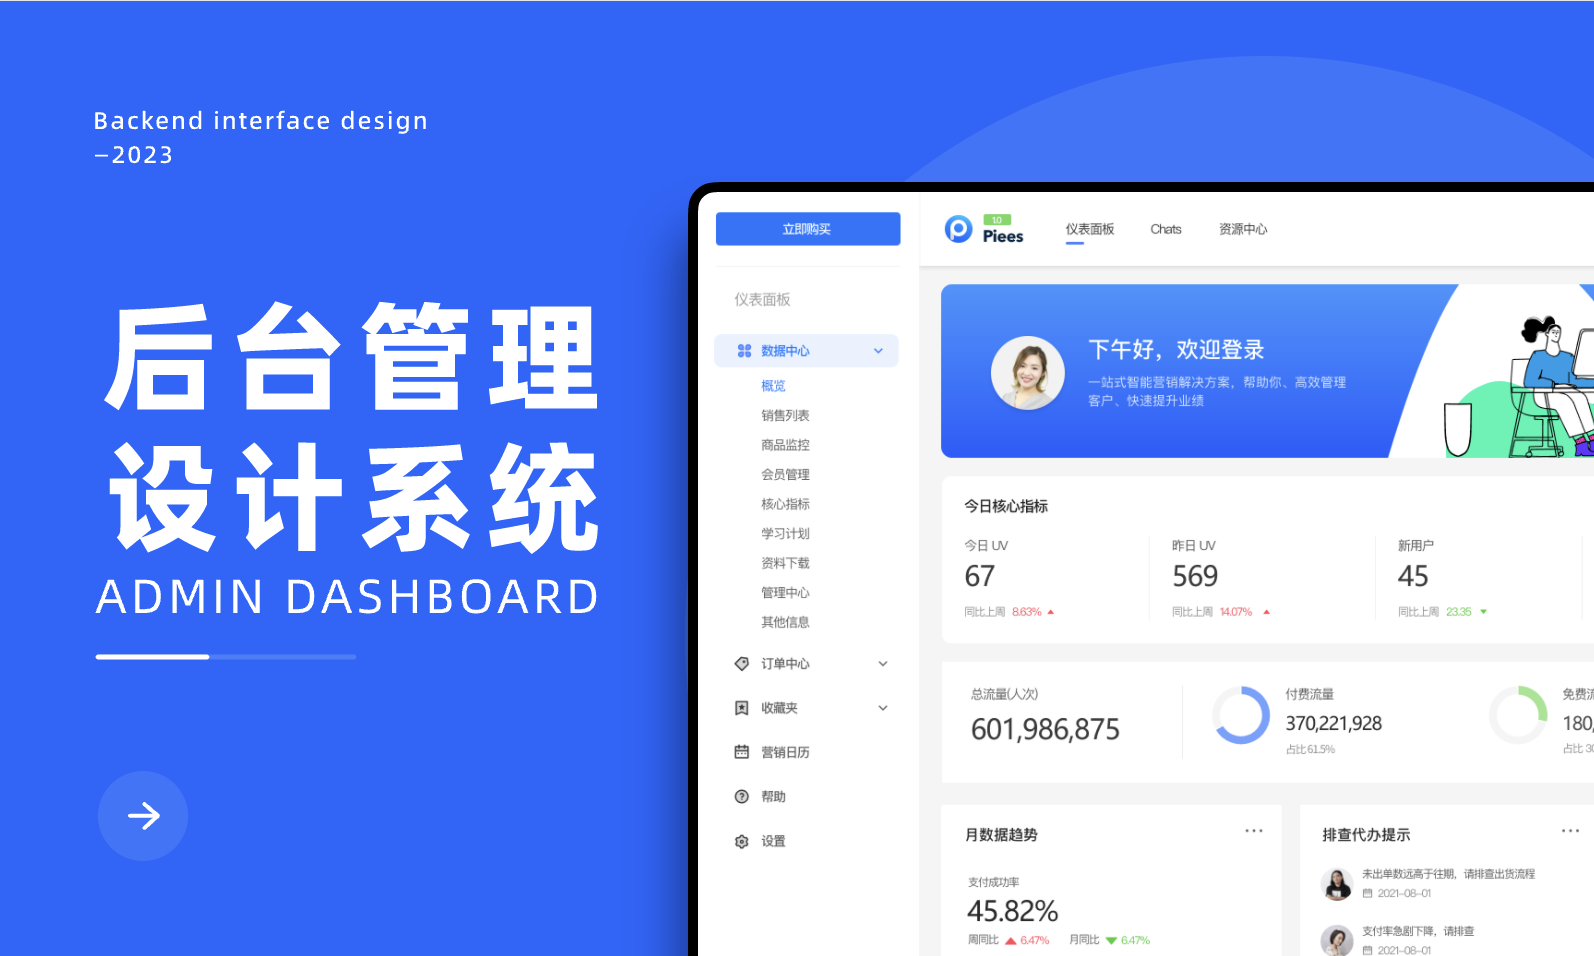 Backend interface design
—2023
后台管理
设计系统
ADMIN DASHBOARD
立即购买
仪表面板
数据中心
概览
销售列表
商品监控
会员管理
核心指标
学习计划
资料下载
管理中心
其他信息
订单中心
收藏夹
营销日历
帮助
设置
1.0
Piees
仪表面板 Chats 资源中心
下午好，欢迎登录
一站式智能营销解决方案，帮助你、高效管理
客户、快速提升业绩
今日核心指标
今日 UV
67
同比上周 8.63%
昨日 UV
569
同比上周 14.07%
新用户
45
同比上周 23.35
总流量(人次)
601,986,875
付费流量
370,221,928
占比 61.5%
免费
180,
占比
月数据趋势
支付成功率
45.82%
周同比 6.47% 月同比 6.47%
排查代办提示
未出单数远高于往期，请排查出货流程
2021-08-01
支付率急剧下降，请排查
2021-08-01